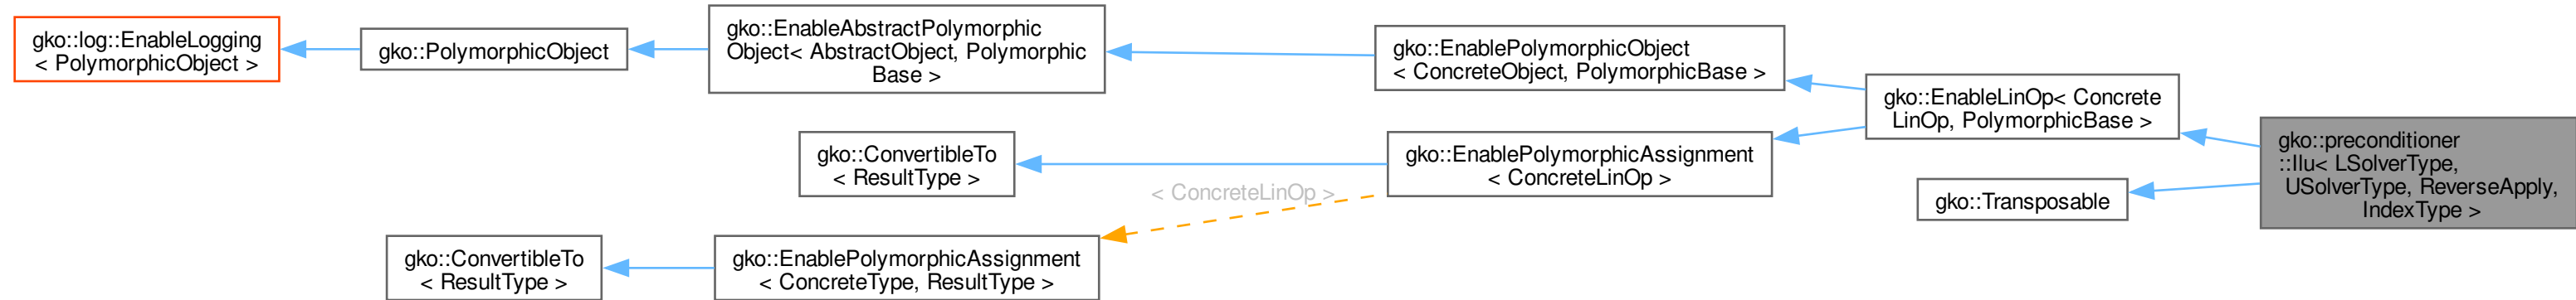 gko::log::EnableLogging
< PolymorphicObject >
gko::PolymorphicObject
gko::EnableAbstractPolymorphic
Object< AbstractObject, Polymorphic
Base >
gko::EnablePolymorphicObject
< ConcreteObject, PolymorphicBase >
gko::EnableLinOp< Concrete
LinOp, PolymorphicBase >
gko::preconditioner
::Ilu< LSolverType,
USolverType, ReverseApply,
IndexType >
gko::ConvertibleTo
< ResultType >
gko::EnablePolymorphicAssignment
< ConcreteLinOp >
< ConcreteLinOp >
gko::Transposable
gko::ConvertibleTo
< ResultType >
gko::EnablePolymorphicAssignment
< ConcreteType, ResultType >